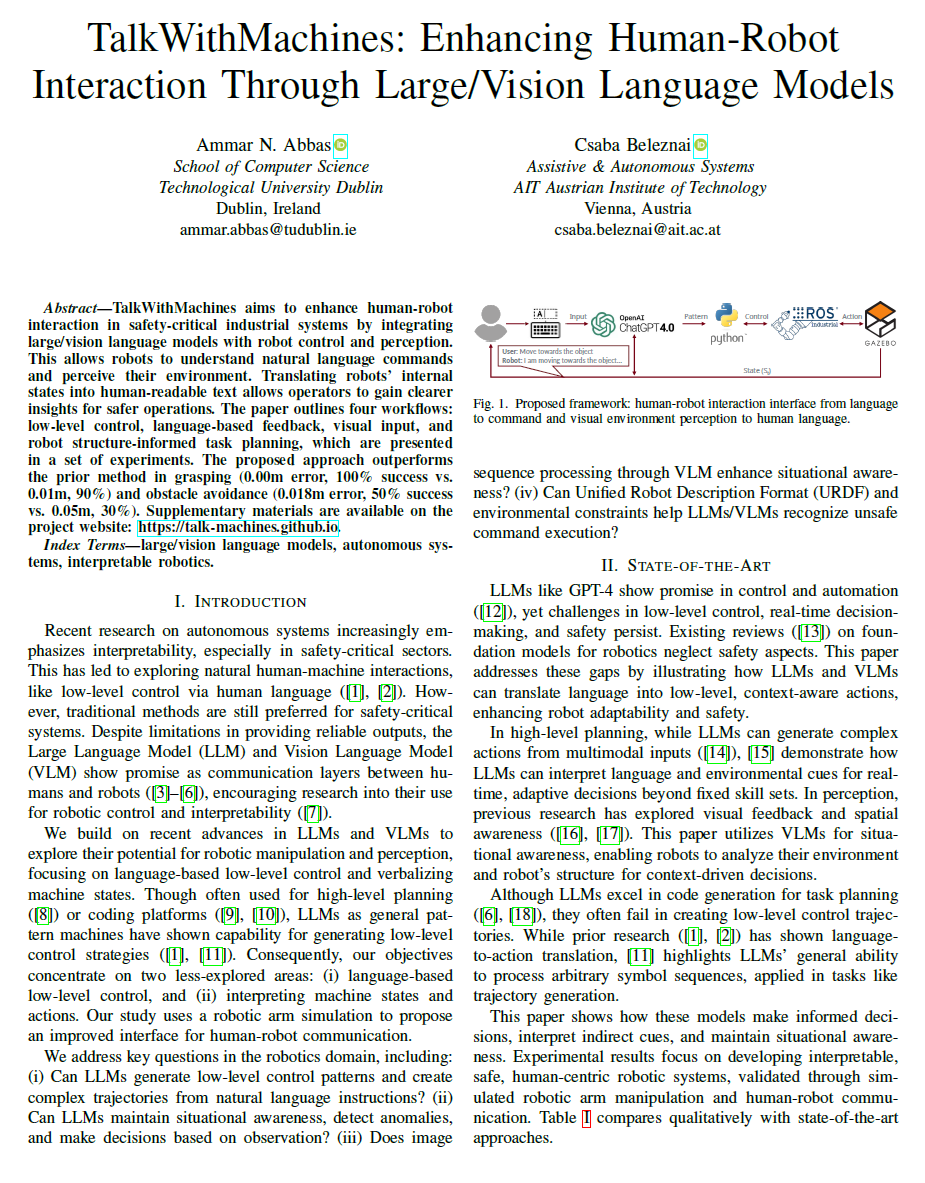 TalkWithMachines: Enhancing Human-Robot
Interaction Through Large/Vision Language Models
Ammar N. Abbas iD
School of Computer Science
Technological University Dublin
Dublin, Ireland
ammar.abbas@tudublin.ie
Csaba Beleznai iD
Assistive & Autonomous Systems
AIT Austrian Institute of Technology
Vienna, Austria
csaba.beleznai@ait.ac.at
Abstract—TalkWithMachines aims to enhance human-robot
interaction in safety-critical industrial systems by integrating
large/vision language models with robot control and perception.
This allows robots to understand natural language commands
and perceive their environment. Translating robots' internal
states into human-readable text allows operators to gain clearer
insights for safer operations. The paper outlines four workflows:
low-level control, language-based feedback, visual input, and
robot structure-informed task planning, which are presented
in a set of experiments. The proposed approach outperforms
the prior method in grasping (0.00m error, 100% success vs.
0.01m, 90%) and obstacle avoidance (0.018m error, 50% success
vs. 0.05m, 30%). Supplementary materials are available on the
project website: https://talk-machines.github.io.
Index Terms—large/vision language models, autonomous sys-
tems, interpretable robotics.
I. INTRODUCTION
Recent research on autonomous systems increasingly em-
phasizes interpretability, especially in safety-critical sectors.
This has led to exploring natural human-machine interactions,
like low-level control via human language ([1], [2]). How-
ever, traditional methods are still preferred for safety-critical
systems. Despite limitations in providing reliable outputs, the
Large Language Model (LLM) and Vision Language Model
(VLM) show promise as communication layers between hu-
mans and robots ([3]–[6]), encouraging research into their use
for robotic control and interpretability ([7]).
We build on recent advances in LLMs and VLMs to
explore their potential for robotic manipulation and perception,
focusing on language-based low-level control and verbalizing
machine states. Though often used for high-level planning
([8]) or coding platforms ([9], [10]), LLMs as general pat-
tern machines have shown capability for generating low-level
control strategies ([1], [11]). Consequently, our objectives
concentrate on two less-explored areas: (i) language-based
low-level control, and (ii) interpreting machine states and
actions. Our study uses a robotic arm simulation to propose
an improved interface for human-robot communication.
We address key questions in the robotics domain, including:
(i) Can LLMs generate low-level control patterns and create
complex trajectories from natural language instructions? (ii)
Can LLMs maintain situational awareness, detect anomalies,
and make decisions based on observation? (iii) Does image
A
Input
OpenAI
ChatGPT4.0
Pattern
python
Control
ROS
Industrial
Action
GAZEBO
User: Move towards the object
Robot: I am moving towards the object...
State (Sₜ)
Fig. 1. Proposed framework: human-robot interaction interface from language
to command and visual environment perception to human language.
sequence processing through VLM enhance situational aware-
ness? (iv) Can Unified Robot Description Format (URDF) and
environmental constraints help LLMs/VLMs recognize unsafe
command execution?
II. STATE-OF-THE-ART
LLMs like GPT-4 show promise in control and automation
([12]), yet challenges in low-level control, real-time decision-
making, and safety persist. Existing reviews ([13]) on foun-
dation models for robotics neglect safety aspects. This paper
addresses these gaps by illustrating how LLMs and VLMs
can translate language into low-level, context-aware actions,
enhancing robot adaptability and safety.
In high-level planning, while LLMs can generate complex
actions from multimodal inputs ([14]), [15] demonstrate how
LLMs can interpret language and environmental cues for real-
time, adaptive decisions beyond fixed skill sets. In perception,
previous research has explored visual feedback and spatial
awareness ([16], [17]). This paper utilizes VLMs for situa-
tional awareness, enabling robots to analyze their environment
and robot's structure for context-driven decisions.
Although LLMs excel in code generation for task planning
([6], [18]), they often fail in creating low-level control trajec-
tories. While prior research ([1], [2]) has shown language-
to-action translation, [11] highlights LLMs' general ability
to process arbitrary symbol sequences, applied in tasks like
trajectory generation.
This paper shows how these models make informed deci-
sions, interpret indirect cues, and maintain situational aware-
ness. Experimental results focus on developing interpretable,
safe, human-centric robotic systems, validated through sim-
ulated robotic arm manipulation and human-robot commu-
nication. Table I compares qualitatively with state-of-the-art
approaches.